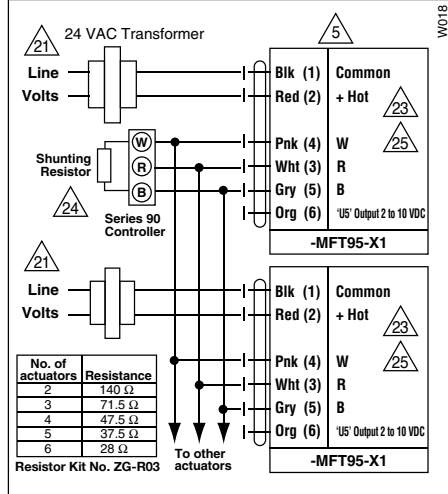 W018
21
24 VAC Transformer
Line
Volts
5
Blk (1) Common
Red (2) + Hot
23
Pnk (4) W
25
Wht (3) R
Gry (5) B
Org (6) 'U5' Output 2 to 10 VDC
-MFT95-X1
W
R
B
Shunting
Resistor
24
Series 90
Controller
21
Line
Volts
Blk (1) Common
Red (2) + Hot
23
Pnk (4) W
25
Wht (3) R
Gry (5) B
Org (6) 'U5' Output 2 to 10 VDC
-MFT95-X1
No. of
actuators Resistance
2 140 Ω
3 71.5 Ω
4 47.5 Ω
5 37.5 Ω
6 28 Ω
Resistor Kit No. ZG-R03
To other
actuators